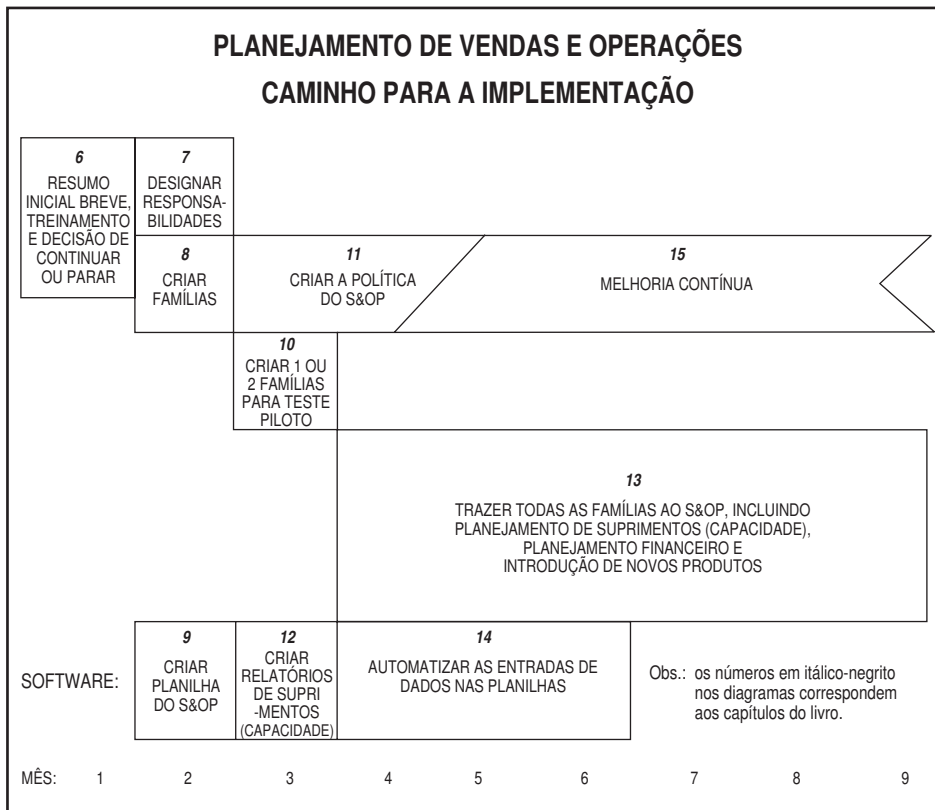 PLANEJAMENTO DE VENDAS E OPERAÇÕES
CAMINHO PARA A IMPLEMENTAÇÃO
6
RESUMO
INICIAL BREVE,
TREINAMENTO
E DECISÃO DE
CONTINUAR
OU PARAR
7
DESIGNAR
RESPONSA-
BILIDADES
8
CRIAR
FAMÍLIAS
11
CRIAR A POLÍTICA
DO S&OP
15
MELHORIA CONTÍNUA
10
CRIAR 1 OU
2 FAMÍLIAS
PARA TESTE
PILOTO
13
TRAZER TODAS AS FAMÍLIAS AO S&OP, INCLUINDO
PLANEJAMENTO DE SUPRIMENTOS (CAPACIDADE),
PLANEJAMENTO FINANCEIRO E
INTRODUÇÃO DE NOVOS PRODUTOS
SOFTWARE:
9
CRIAR
PLANILHA
DO S&OP
12
CRIAR
RELATÓRIOS
DE SUPRI
-MENTOS
(CAPACIDADE)
14
AUTOMATIZAR AS ENTRADAS DE
DADOS NAS PLANILHAS
Obs.: os números em itálico-negrito
nos diagramas correspondem
aos capítulos do livro.
MÊS: 1 2 3 4 5 6 7 8 9